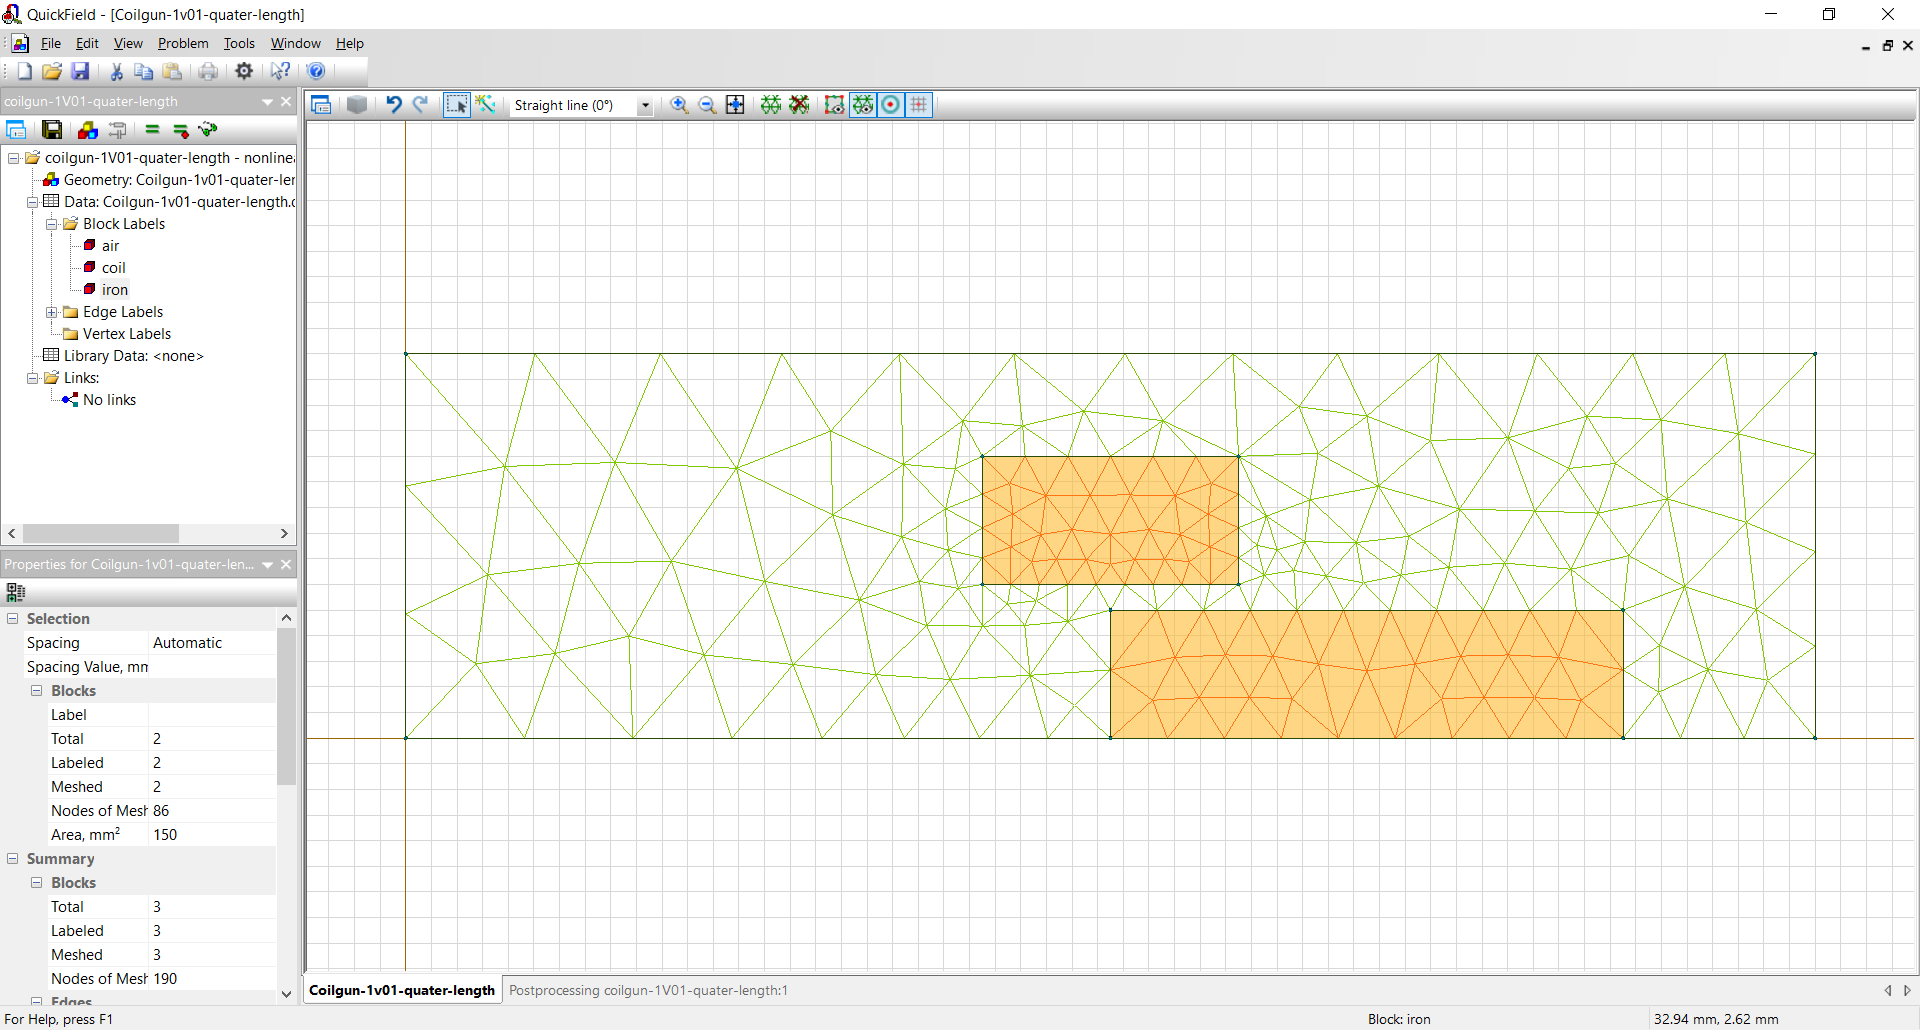 QuickField - [Coilgun-1v01-quater-length]
File Edit View Problem Tools Window Help
coilgun-1V01-quater-length
Straight line (0°)
coilgun-1V01-quater-length - nonlinea
Geometry: Coilgun-1v01-quater-ler
Data: Coilgun-1v01-quater-length.d
Block Labels
air
coil
iron
Edge Labels
Vertex Labels
Library Data: <none>
Links:
No links
Properties for Coilgun-1v01-quater-len...
Selection
Spacing Automatic
Spacing Value, mm
Blocks
Label
Total 2
Labeled 2
Meshed 2
Nodes of Mesh 86
Area, mm² 150
Summary
Blocks
Total 3
Labeled 3
Meshed 3
Nodes of Mesh 190
Edges
Coilgun-1v01-quater-length Postprocessing coilgun-1V01-quater-length:1
For Help, press F1 Block: iron 32.94 mm, 2.62 mm